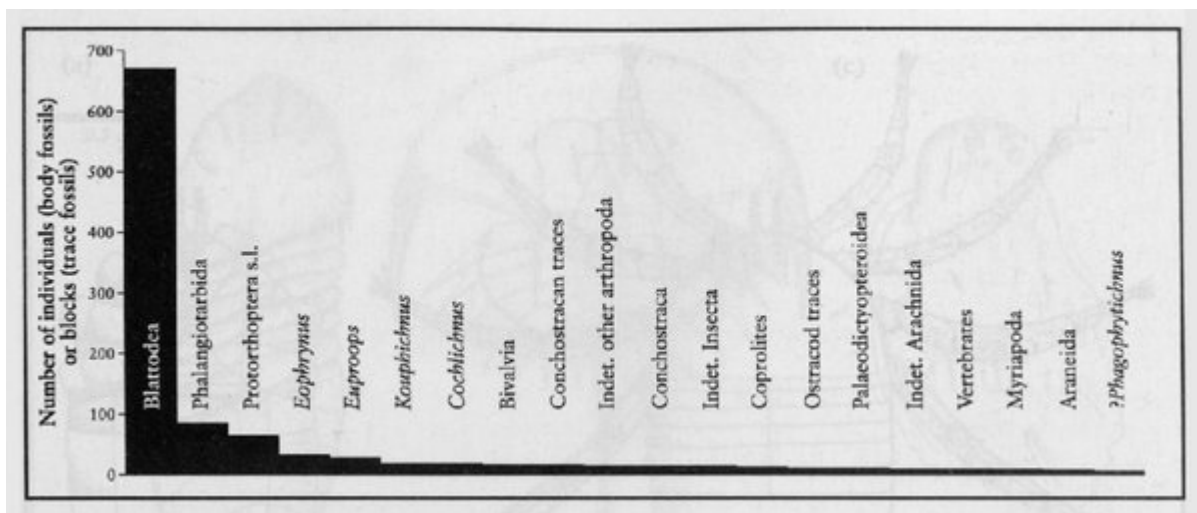 Number of individuals (body fossils)
or blocks (trace fossils)
700
600
500
400
300
200
100
0
Blattodea
Phalangiotarbida
Protorthoptera s.l.
Eophrynus
Euproops
Koupbichnus
Cochlichnus
Bivalvia
Conchostracan traces
Indet. other arthropoda
Conchostraca
Indet. Insecta
Coprolites
Ostracod traces
Palaeodictyopteroidea
Indet. Arachnida
Vertebrates
Myriapoda
Araneida
?Phagophytichnus
(a)
(c)